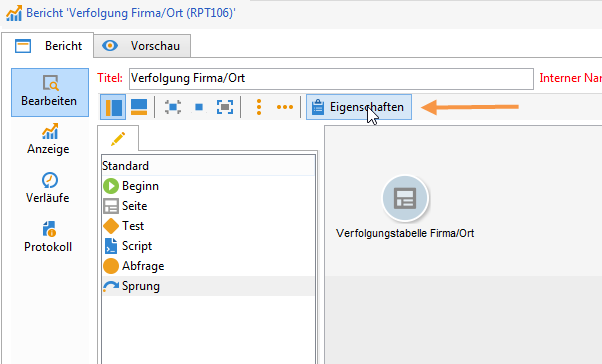 Bericht 'Verfolgung Firma/Ort (RPT106)'
Bericht
Vorschau
Bearbeiten
Anzeige
Verläufe
Protokoll
Titel: Verfolgung Firma/Ort
Interner Nam
Eigenschaften
Standard
Beginn
Seite
Test
Script
Abfrage
Sprung
Verfolgungstabelle Firma/Ort